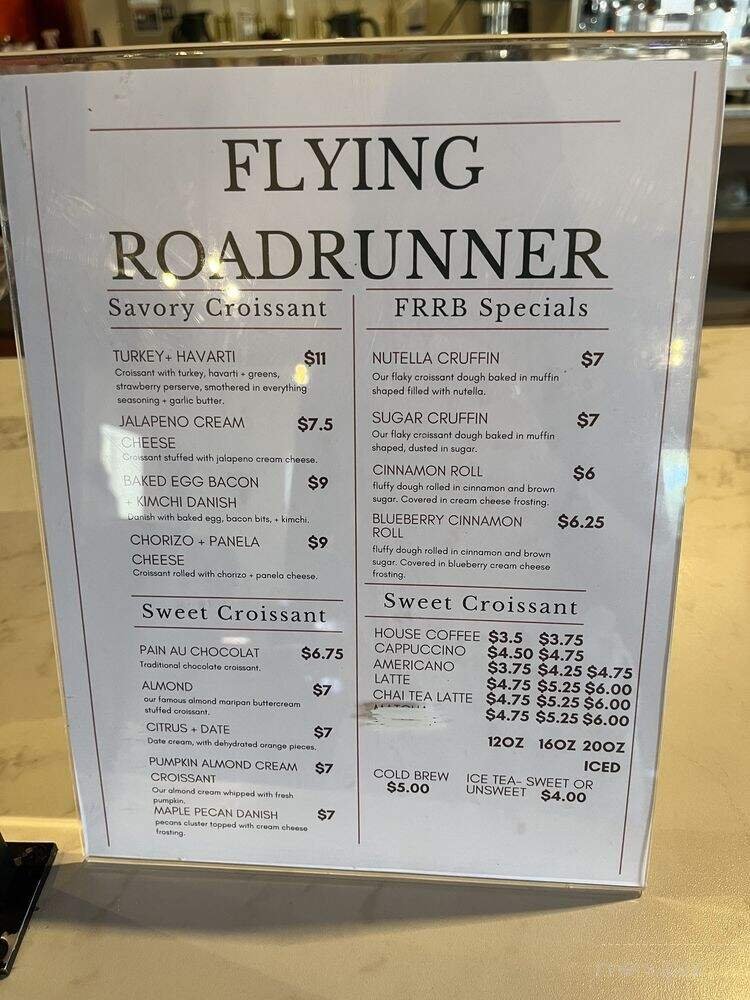 FLYING
ROADRUNNER
Savory Croissant
TURKEY+ HAVARTI $11
Croissant with turkey, havarti + greens,
strawberry perserve, smothered in everything
seasoning + garlic butter.
JALAPENO CREAM $7.5
CHEESE
Croissant stuffed with jalapeno cream cheese.
BAKED EGG BACON $9
+ KIMCHI DANISH
Danish with baked egg, bacon bits, + kimchi.
CHORIZO + PANELA $9
CHEESE
Croissant rolled with chorizo + panela cheese.
Sweet Croissant
PAIN AU CHOCOLAT $6.75
Traditional chocolate croissant.
ALMOND $7
our famous almond maripan buttercream
stuffed croissant.
CITRUS + DATE $7
Date cream, with dehydrated orange pieces.
PUMPKIN ALMOND CREAM $7
CROISSANT
Our almond cream whipped with fresh
pumpkin.
MAPLE PECAN DANISH $7
pecans cluster topped with cream cheese
frosting.
FRRB Specials
NUTELLA CRUFFIN $7
Our flaky croissant dough baked in muffin
shaped filled with nutella.
SUGAR CRUFFIN $7
Our flaky croissant dough baked in muffin
shaped, dusted in sugar.
CINNAMON ROLL $6
fluffy dough rolled in cinnamon and brown
sugar. Covered in cream cheese frosting.
BLUEBERRY CINNAMON $6.25
ROLL
fluffy dough rolled in cinnamon and brown
sugar. Covered in blueberry cream cheese
frosting.
Sweet Croissant
HOUSE COFFEE $3.5 $3.75
CAPPUCCINO $4.50 $4.75
AMERICANO $3.75 $4.25 $4.75
LATTE $4.75 $5.25 $6.00
CHAI TEA LATTE $4.75 $5.25 $6.00
$4.75 $5.25 $6.00
12OZ 16OZ 20OZ
ICED
COLD BREW
$5.00
ICE TEA- SWEET OR
UNSWEET $4.00